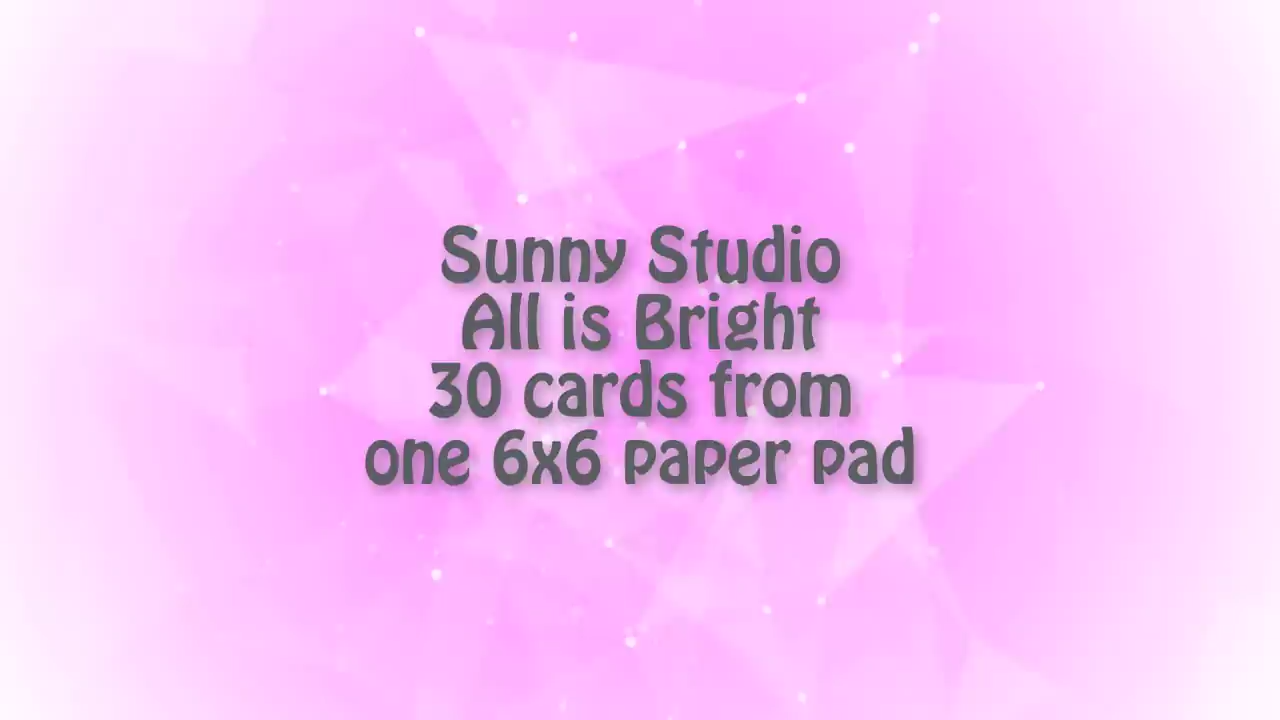 Sunny Studio
All is Bright
30 cards from
one 6x6 paper pad